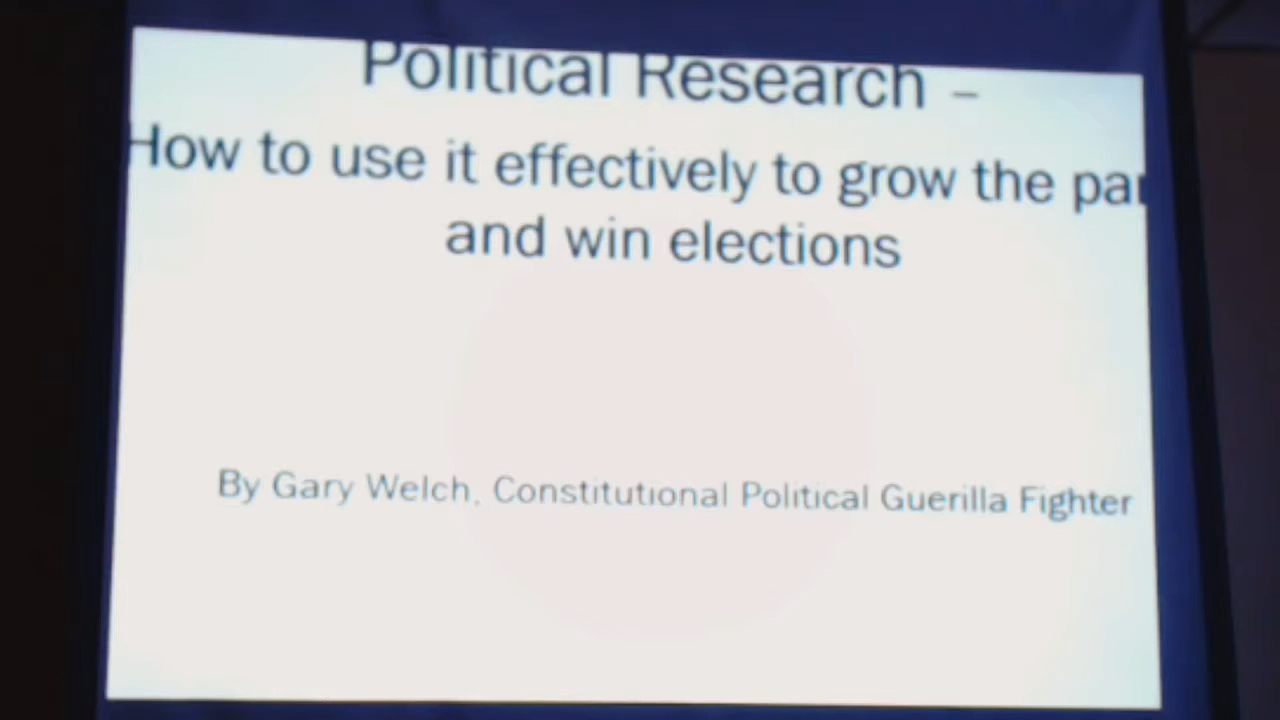 Political Research –
How to use it effectively to grow the
and win elections
By Gary Welch, Constitutional Political Guerilla Fighter